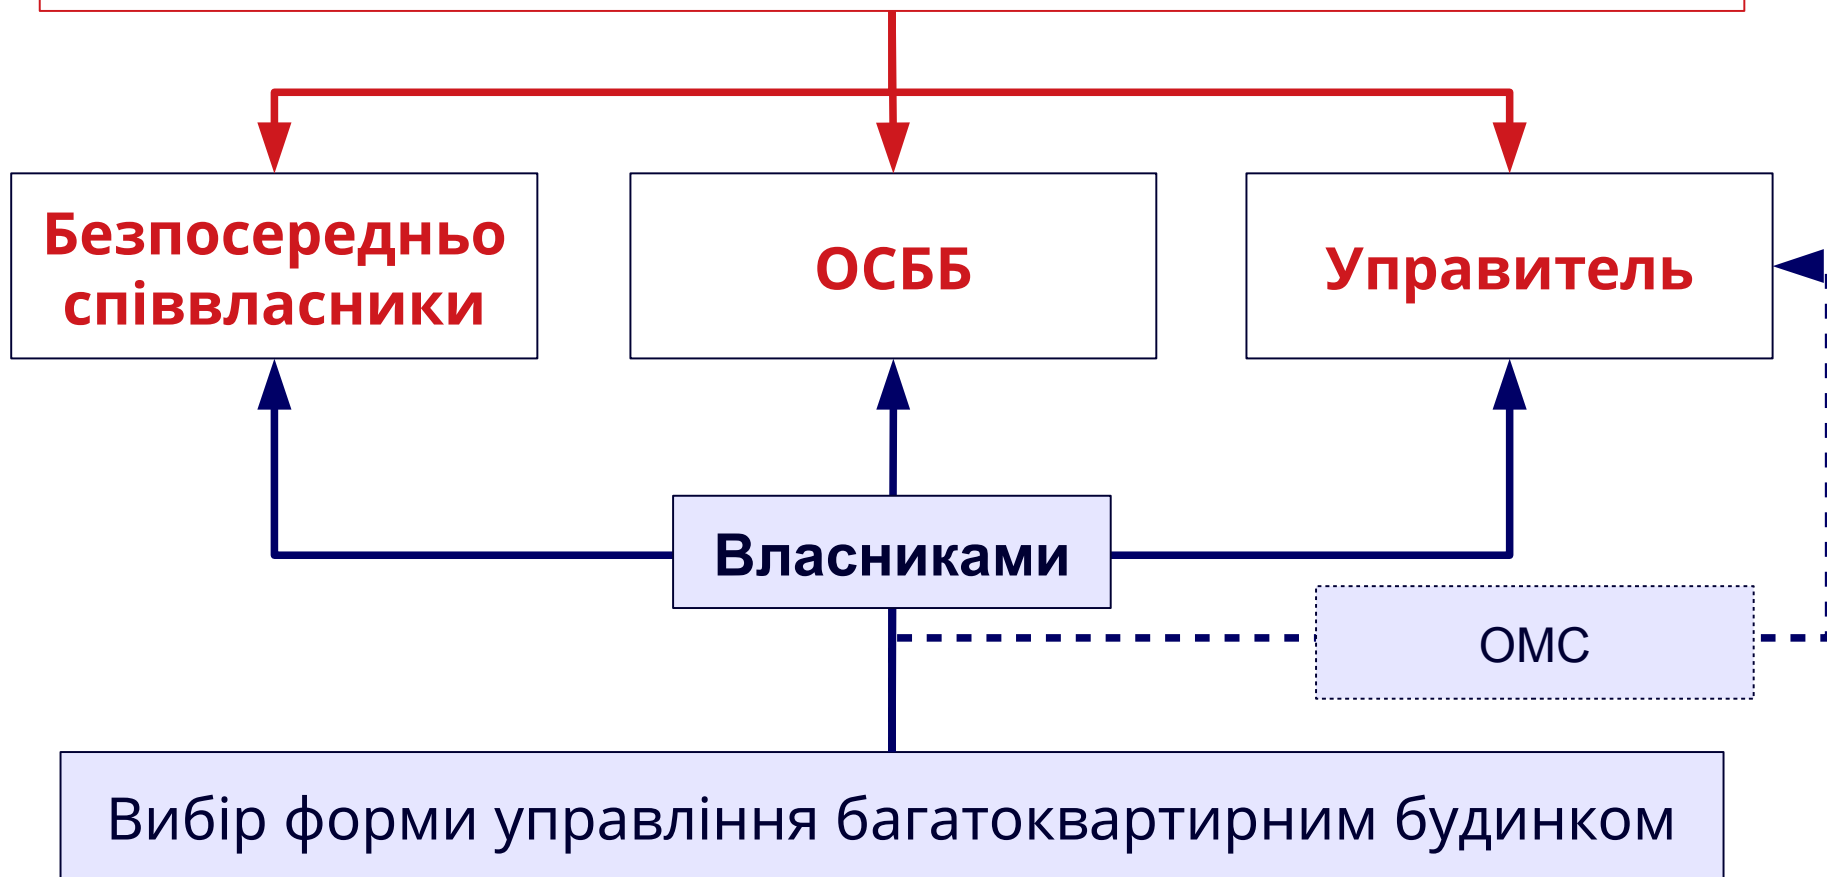 Безпосередньо
співвласники
ОСББ
Управитель
Власниками
ОМС
Вибір форми управління багатоквартирним будинком